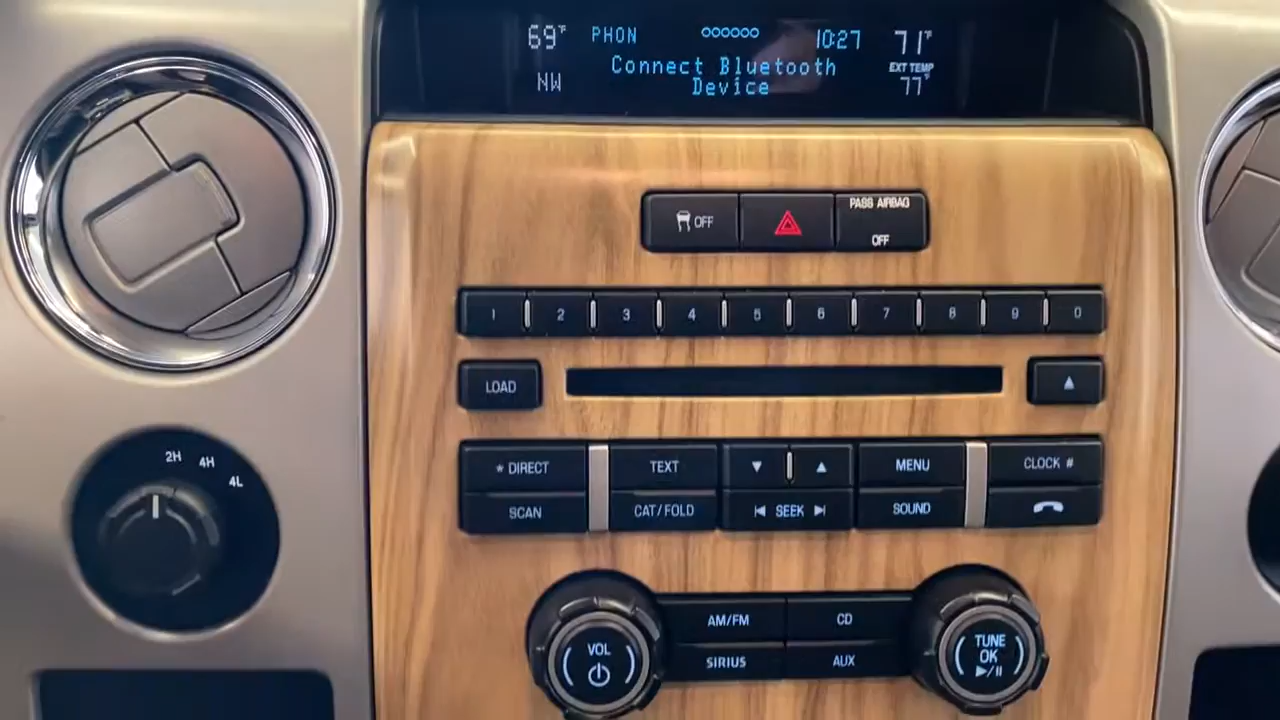 69°F PHON 10:27 71°F
Connect Bluetooth
Device
NW
EXT TEMP
77°F
OFF
PASS AIRBAG
OFF
1 2 3 4 5 6 7 8 9 0
LOAD
2H 4H 4L
* DIRECT TEXT MENU CLOCK #
SCAN CAT/FOLD SEEK SOUND
AM/FM CD
VOL
SIRIUS AUX
TUNE
OK